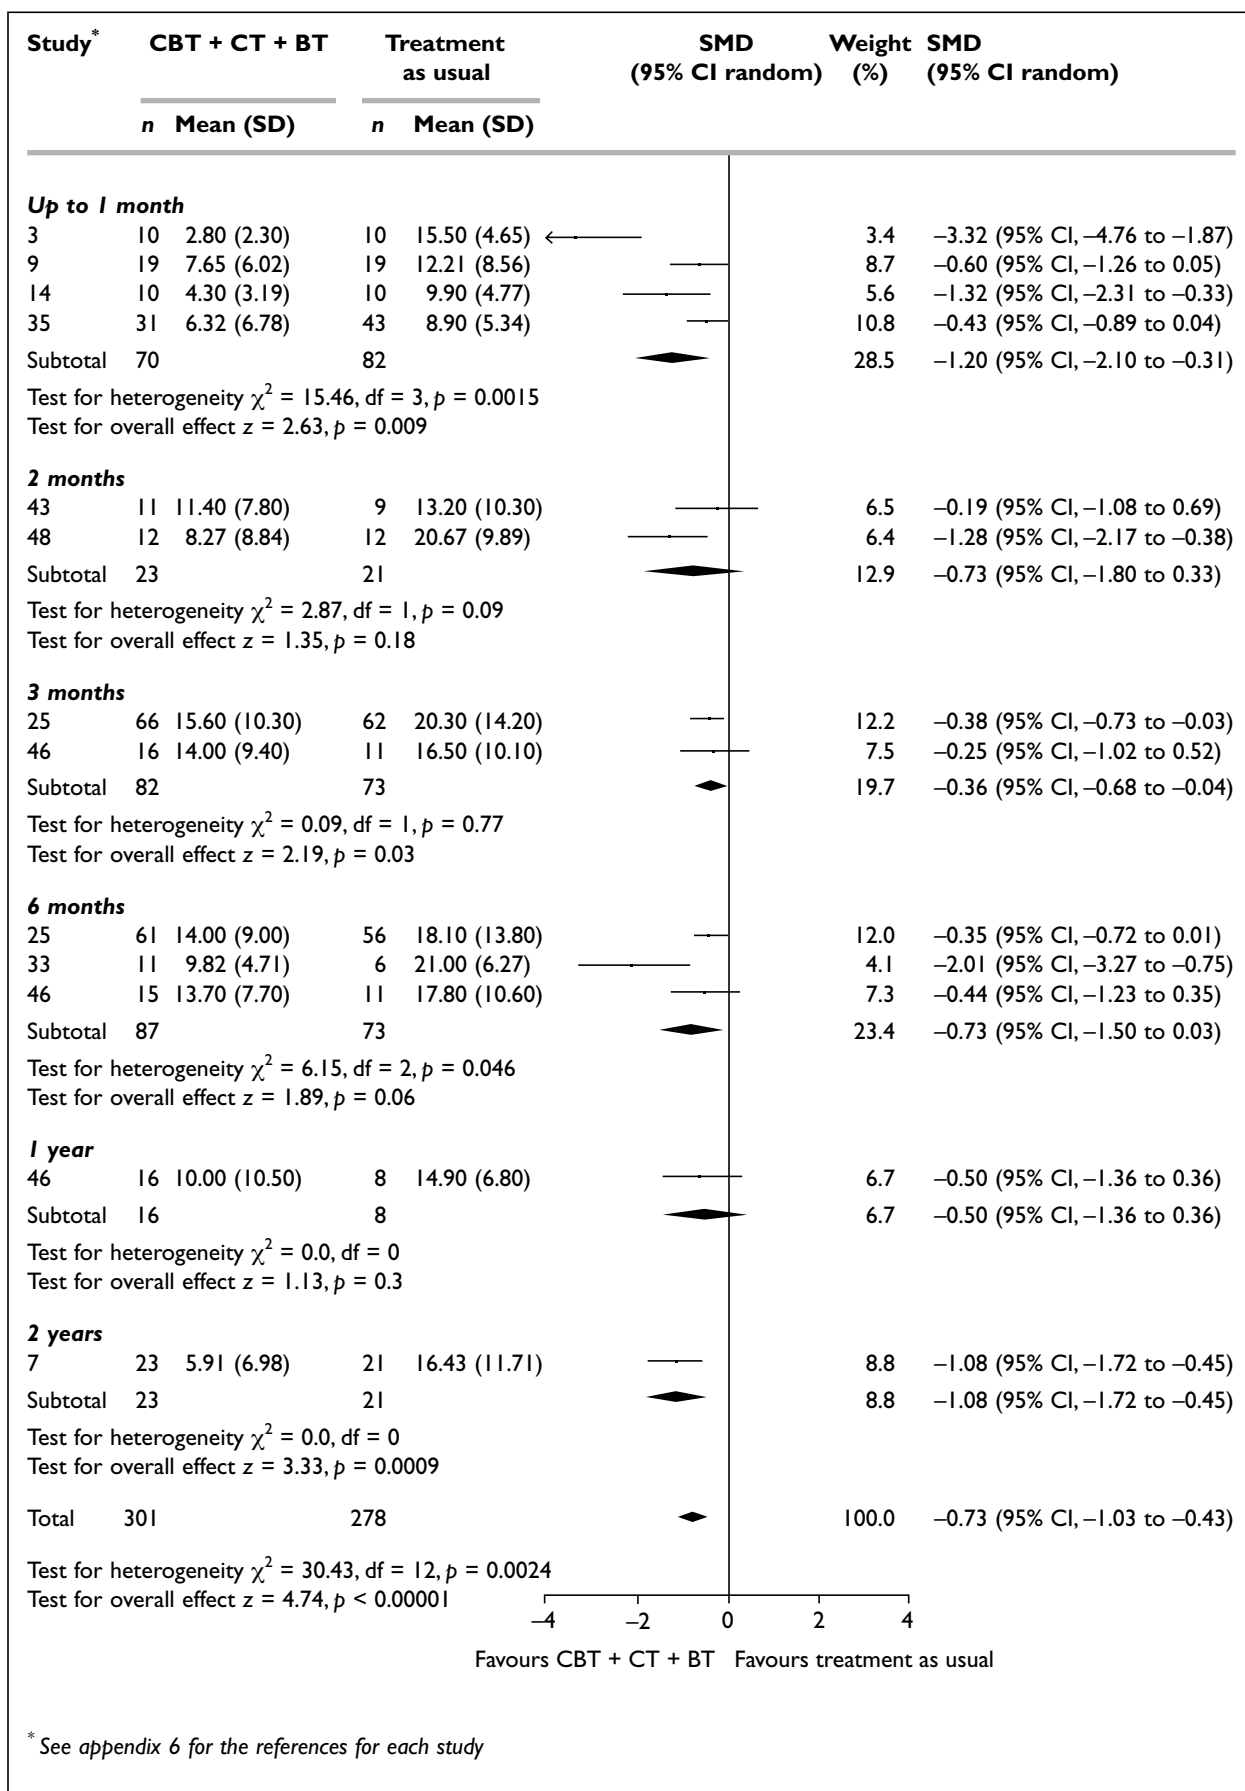 Study* CBT + CT + BT Treatment as usual SMD (95% CI random) Weight (%) SMD (95% CI random)
n Mean (SD) n Mean (SD)
Up to 1 month
3 10 2.80 (2.30) 10 15.50 (4.65) 3.4 –3.32 (95% CI, –4.76 to –1.87)
9 19 7.65 (6.02) 19 12.21 (8.56) 8.7 –0.60 (95% CI, –1.26 to 0.05)
14 10 4.30 (3.19) 10 9.90 (4.77) 5.6 –1.32 (95% CI, –2.31 to –0.33)
35 31 6.32 (6.78) 43 8.90 (5.34) 10.8 –0.43 (95% CI, –0.89 to 0.04)
Subtotal 70 82 28.5 –1.20 (95% CI, –2.10 to –0.31)
Test for heterogeneity χ² = 15.46, df = 3, p = 0.0015
Test for overall effect z = 2.63, p = 0.009
2 months
43 11 11.40 (7.80) 9 13.20 (10.30) 6.5 –0.19 (95% CI, –1.08 to 0.69)
48 12 8.27 (8.84) 12 20.67 (9.89) 6.4 –1.28 (95% CI, –2.17 to –0.38)
Subtotal 23 21 12.9 –0.73 (95% CI, –1.80 to 0.33)
Test for heterogeneity χ² = 2.87, df = 1, p = 0.09
Test for overall effect z = 1.35, p = 0.18
3 months
25 66 15.60 (10.30) 62 20.30 (14.20) 12.2 –0.38 (95% CI, –0.73 to –0.03)
46 16 14.00 (9.40) 11 16.50 (10.10) 7.5 –0.25 (95% CI, –1.02 to 0.52)
Subtotal 82 73 19.7 –0.36 (95% CI, –0.68 to –0.04)
Test for heterogeneity χ² = 0.09, df = 1, p = 0.77
Test for overall effect z = 2.19, p = 0.03
6 months
25 61 14.00 (9.00) 56 18.10 (13.80) 12.0 –0.35 (95% CI, –0.72 to 0.01)
33 11 9.82 (4.71) 6 21.00 (6.27) 4.1 –2.01 (95% CI, –3.27 to –0.75)
46 15 13.70 (7.70) 11 17.80 (10.60) 7.3 –0.44 (95% CI, –1.23 to 0.35)
Subtotal 87 73 23.4 –0.73 (95% CI, –1.50 to 0.03)
Test for heterogeneity χ² = 6.15, df = 2, p = 0.046
Test for overall effect z = 1.89, p = 0.06
1 year
46 16 10.00 (10.50) 8 14.90 (6.80) 6.7 –0.50 (95% CI, –1.36 to 0.36)
Subtotal 16 8 6.7 –0.50 (95% CI, –1.36 to 0.36)
Test for heterogeneity χ² = 0.0, df = 0
Test for overall effect z = 1.13, p = 0.3
2 years
7 23 5.91 (6.98) 21 16.43 (11.71) 8.8 –1.08 (95% CI, –1.72 to –0.45)
Subtotal 23 21 8.8 –1.08 (95% CI, –1.72 to –0.45)
Test for heterogeneity χ² = 0.0, df = 0
Test for overall effect z = 3.33, p = 0.0009
Total 301 278 100.0 –0.73 (95% CI, –1.03 to –0.43)
Test for heterogeneity χ² = 30.43, df = 12, p = 0.0024
Test for overall effect z = 4.74, p < 0.00001
–4 –2 0 2 4
Favours CBT + CT + BT Favours treatment as usual
* See appendix 6 for the references for each study